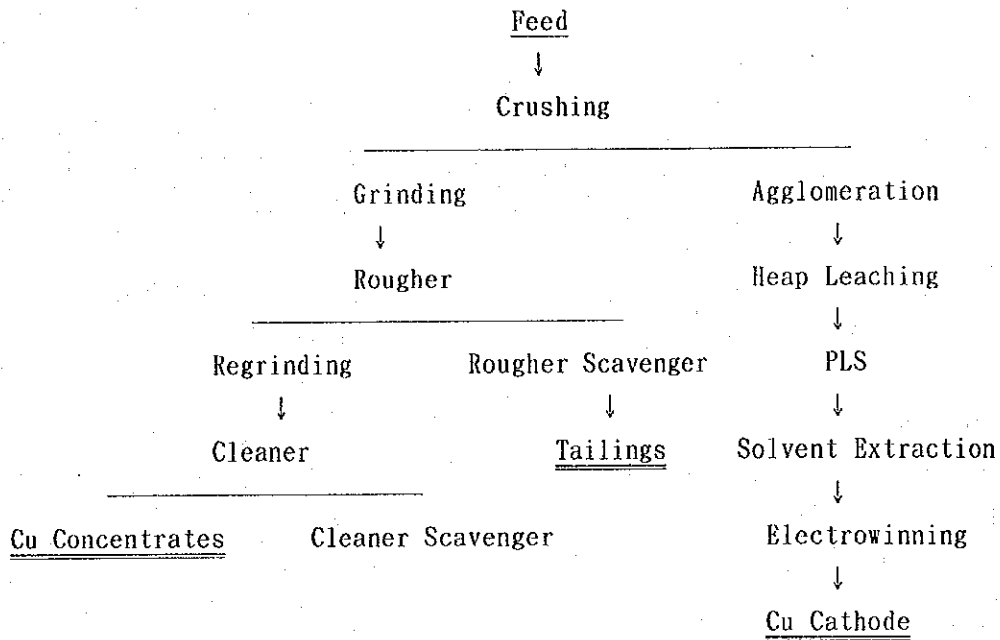 Feed
↓
Crushing
Grinding Agglomeration
↓ ↓
Rougher Heap Leaching
↓
Regrinding Rougher Scavenger PLS
↓ ↓ ↓
Cleaner Tailings Solvent Extraction
↓
Cu Concentrates Cleaner Scavenger Electrowinning
↓
Cu Cathode